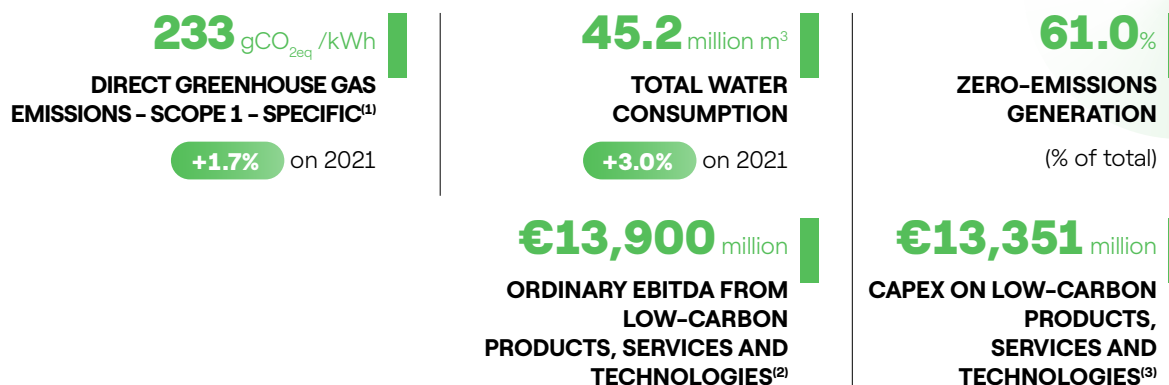 233 gCO2eq /kWh
DIRECT GREENHOUSE GAS
EMISSIONS – SCOPE 1 – SPECIFIC(1)
+1.7% on 2021
45.2 million m³
TOTAL WATER
CONSUMPTION
+3.0% on 2021
61.0%
ZERO-EMISSIONS
GENERATION
(% of total)
€13,900 million
ORDINARY EBITDA FROM
LOW-CARBON
PRODUCTS, SERVICES AND
TECHNOLOGIES(2)
€13,351 million
CAPEX ON LOW-CARBON
PRODUCTS,
SERVICES AND
TECHNOLOGIES(3)